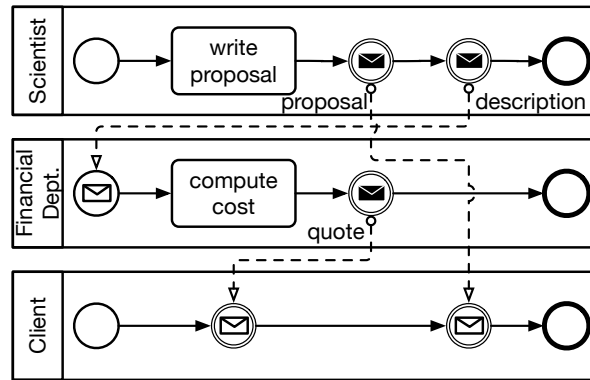 Scientist
write
proposal
proposal
description
Financial
Dept.
compute
cost
quote
Client